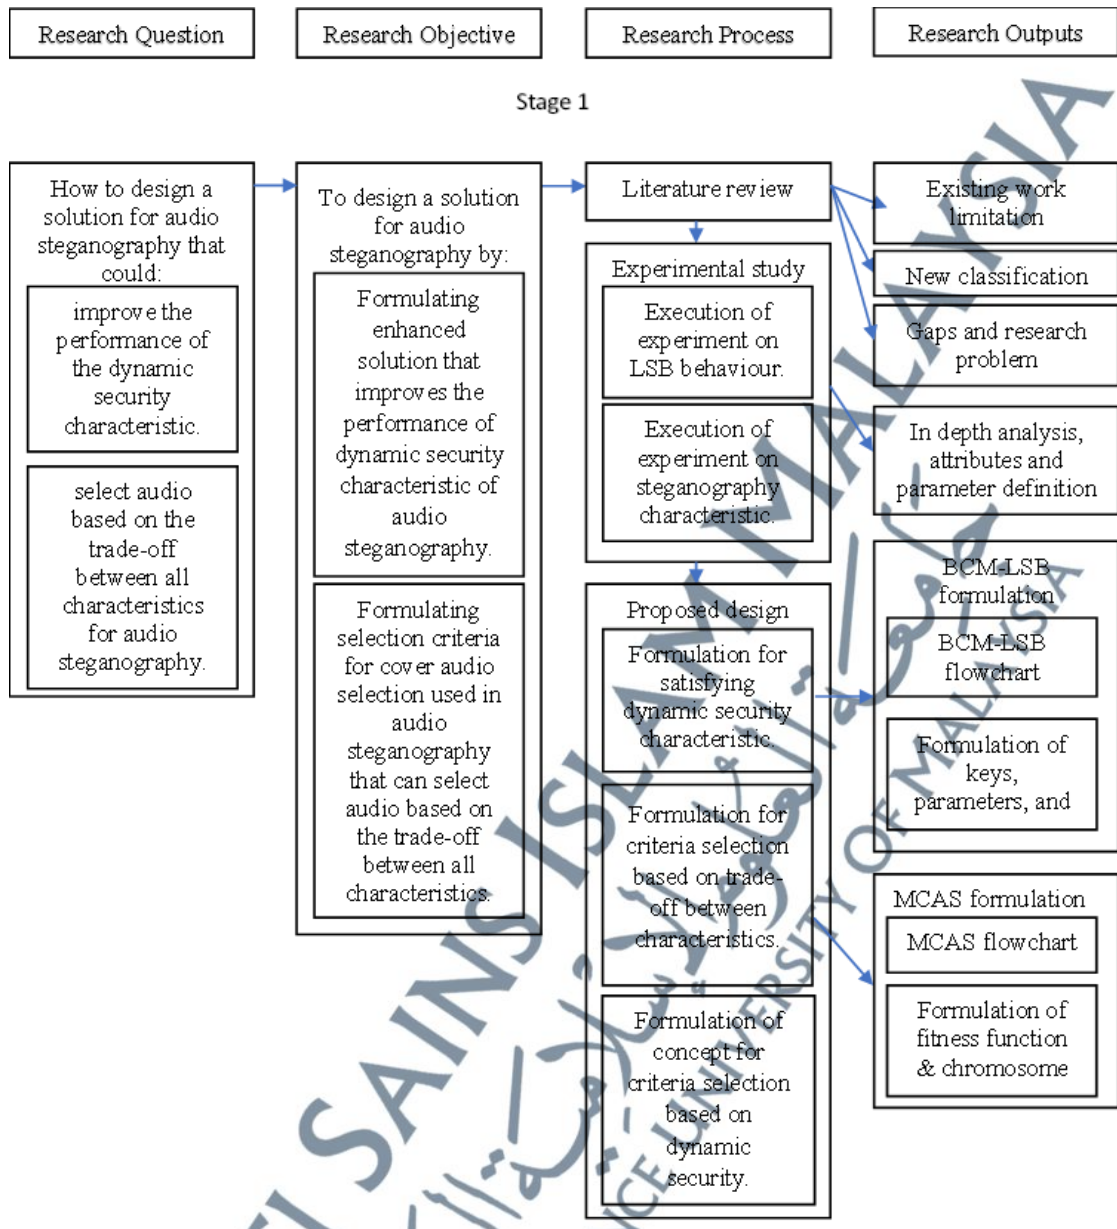 Research Question
Research Objective
Research Process
Research Outputs
Stage 1
How to design a
solution for audio
steganography that
could:
improve the
performance of
the dynamic
security
characteristic.
select audio
based on the
trade-off
between all
characteristics
for audio
steganography.
To design a solution
for audio
steganography by:
Formulating
enhanced
solution that
improves the
performance of
dynamic security
characteristic of
audio
steganography.
Formulating
selection criteria
for cover audio
selection used in
audio
steganography
that can select
audio based on
the trade-off
between all
characteristics.
Literature review
Experimental study
Execution of
experiment on
LSB behaviour.
Execution of
experiment on
steganography
characteristic.
Proposed design
Formulation for
satisfying
dynamic security
characteristic.
Formulation for
criteria selection
based on trade-
off between
characteristics.
Formulation of
concept for
criteria selection
based on
dynamic
security.
Existing work
limitation
New classification
Gaps and research
problem
In depth analysis,
attributes and
parameter definition
BCM-LSB
formulation
BCM-LSB
flowchart
Formulation of
keys,
parameters, and
MCAS formulation
MCAS flowchart
Formulation of
fitness function
& chromosome
SAINS ISLAM MALAYSIA
UNIVERSITY OF MALAYSIA